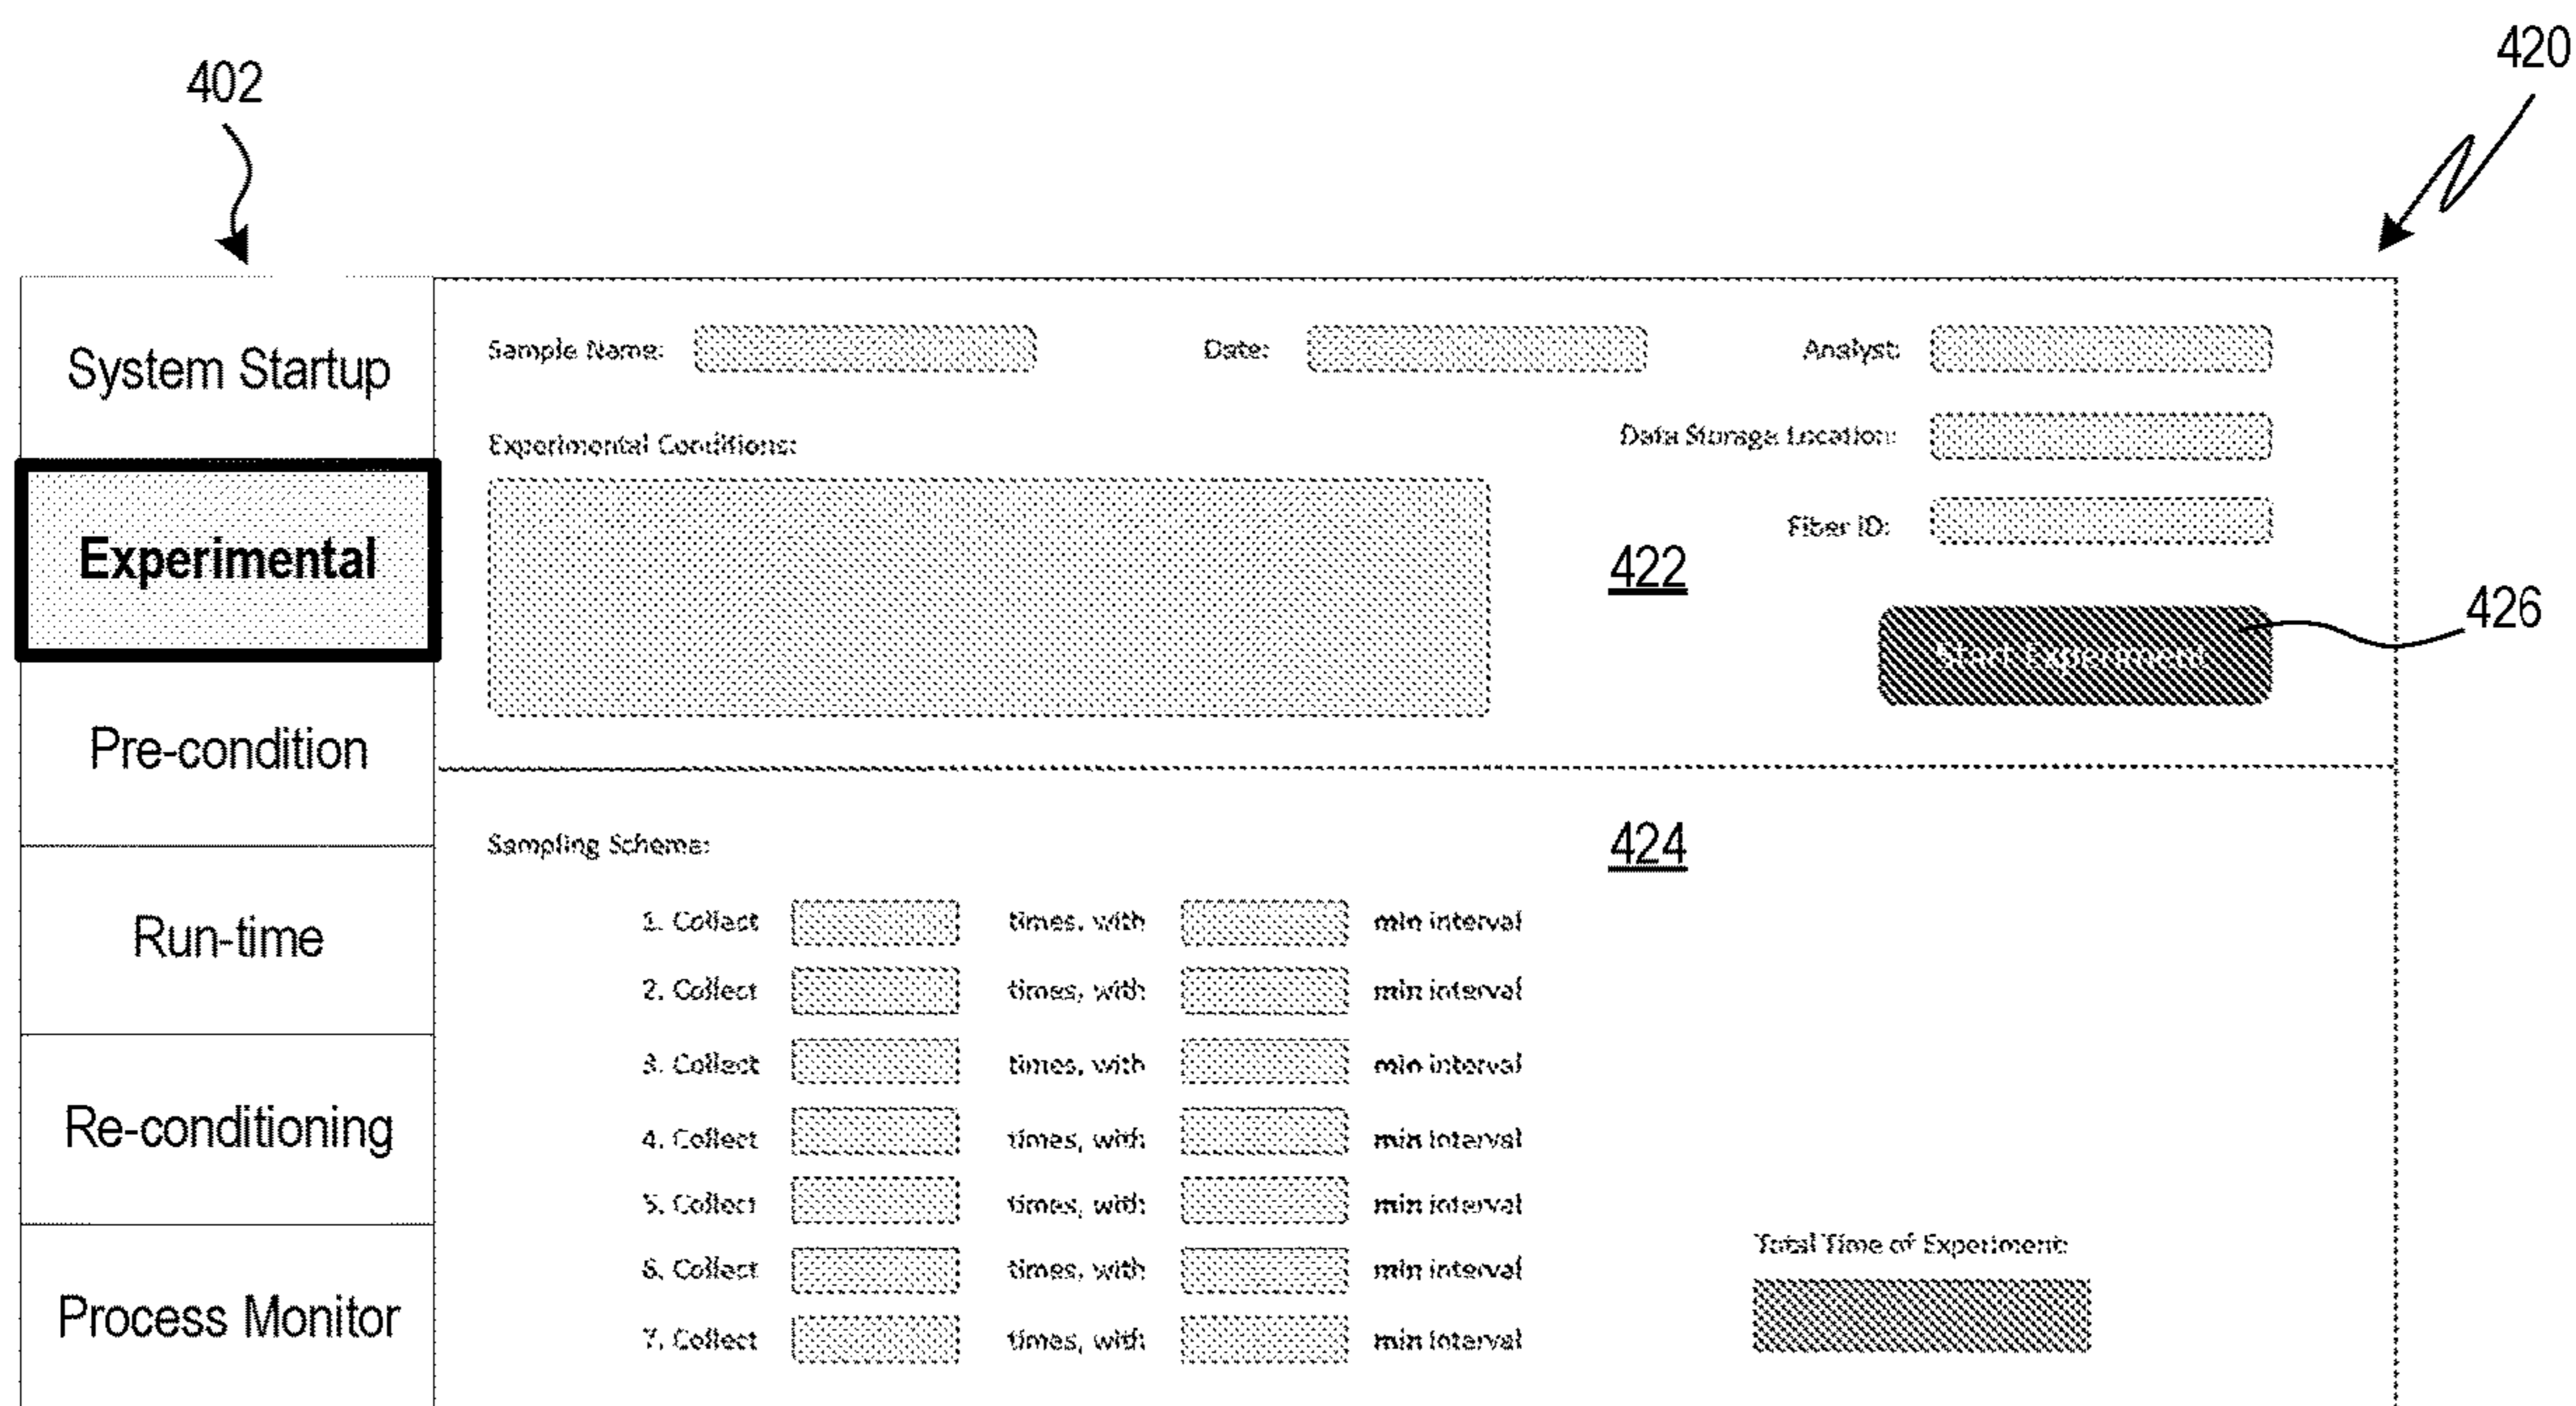 402
420
System Startup
Experimental
Pre-condition
Run-time
Re-conditioning
Process Monitor
Sample Name:
Date:
Analyst:
Experimental Conditions:
Data Storage Location:
Fiber ID:
422
Start Experiment
426
Sampling Schema:
424
1. Collect times, with min interval
2. Collect times, with min interval
3. Collect times, with min interval
4. Collect times, with min interval
5. Collect times, with min interval
6. Collect times, with min interval
7. Collect times, with min interval
Total Time of Experiment: